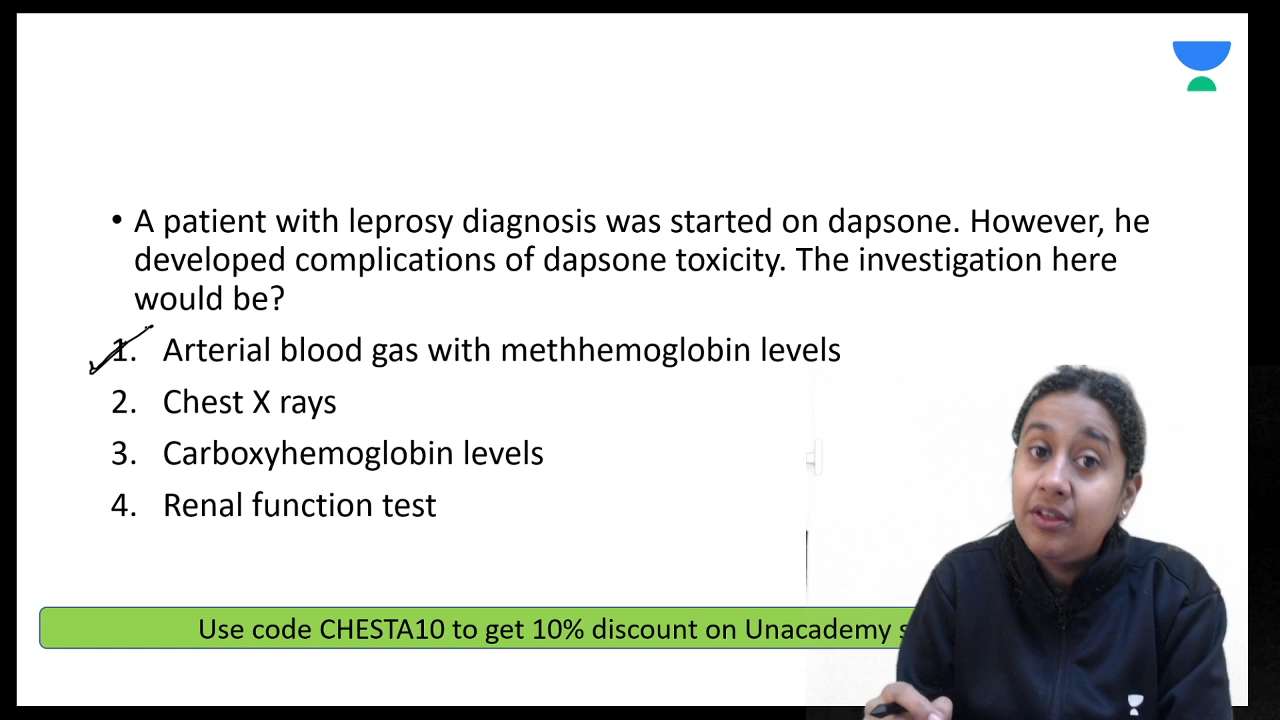 • A patient with leprosy diagnosis was started on dapsone. However, he
developed complications of dapsone toxicity. The investigation here
would be?
1. Arterial blood gas with methhemoglobin levels
2. Chest X rays
3. Carboxyhemoglobin levels
4. Renal function test
Use code CHESTA10 to get 10% discount on Unacademy